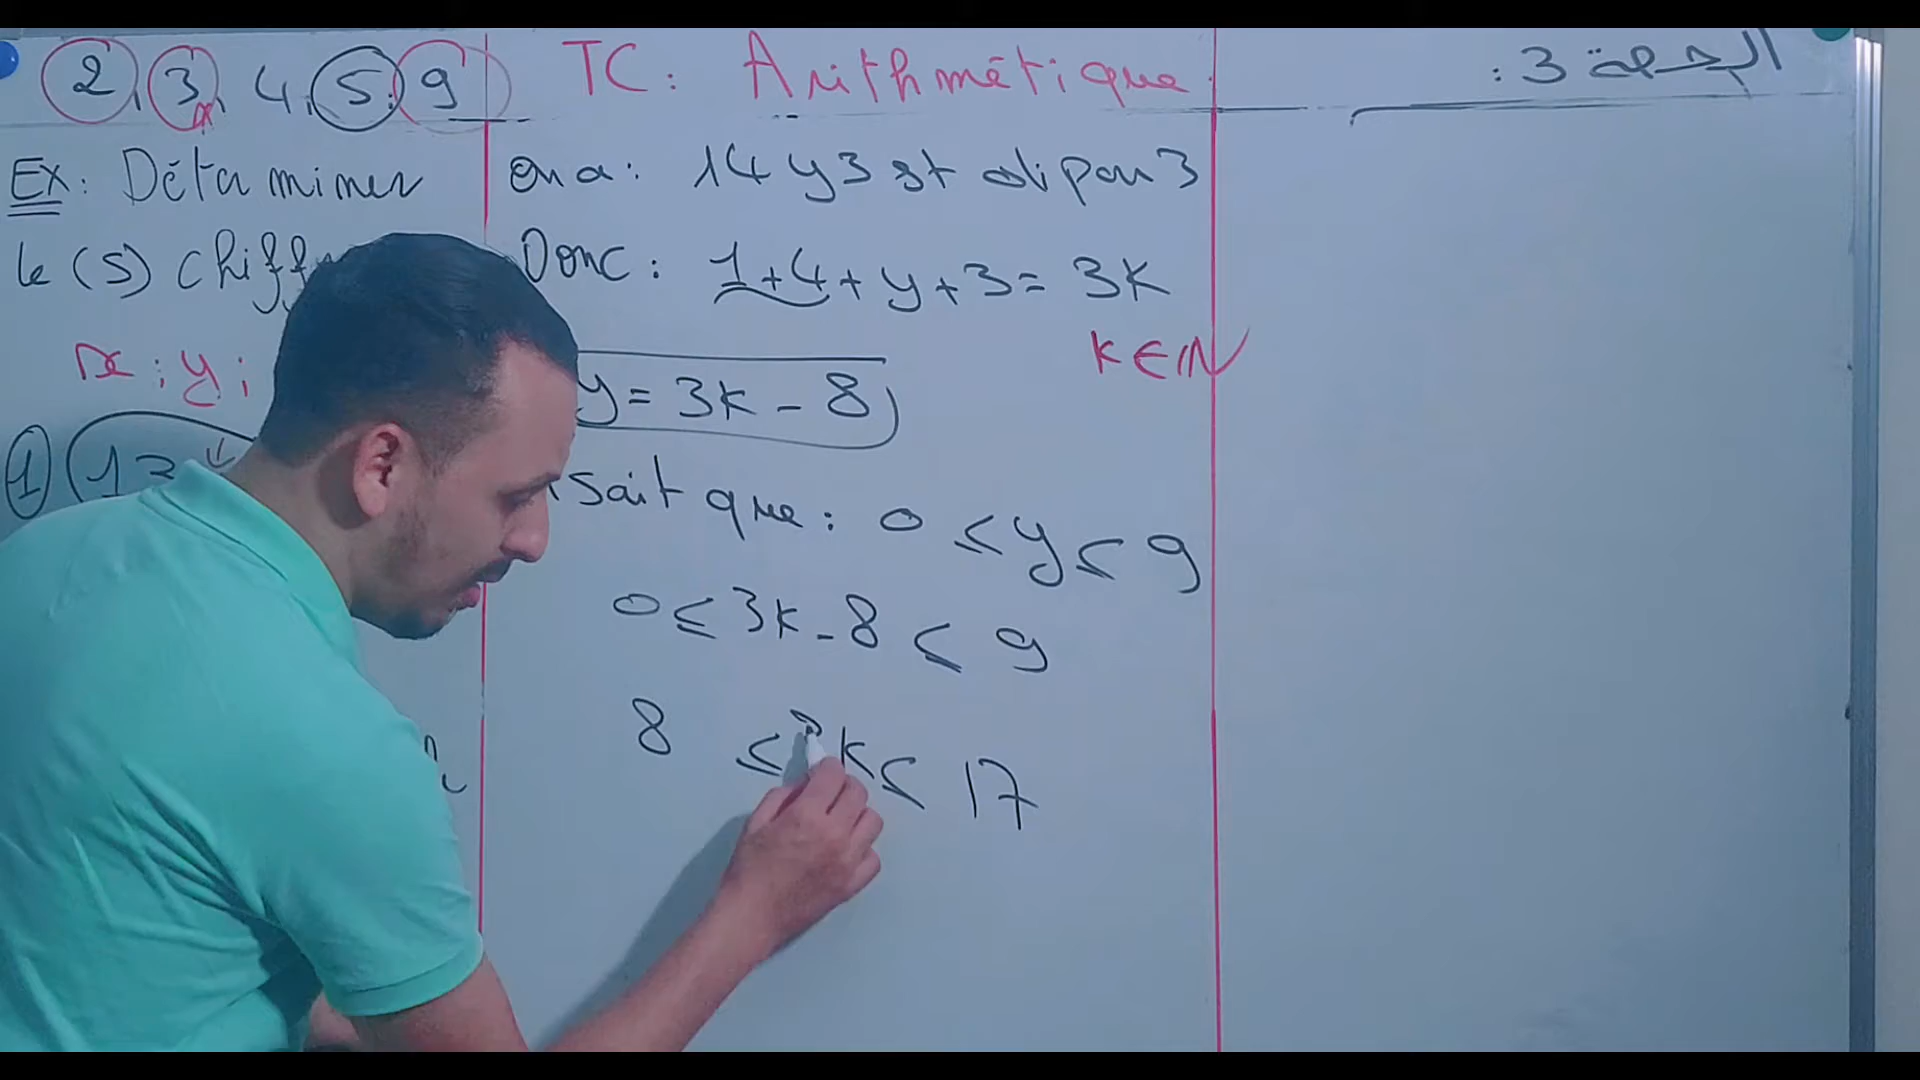 2, 3, 4, 5, 9
TC: Arithmétique
الحصة 3 :
Ex: Déterminer
le(s) chiff
x ; y ;
1
On a: 14y3 st di par 3
Donc: 1+4+y+3 = 3k
k ∈ IN
y = 3k - 8
sait que: 0 ≤ y ≤ 9
0 ≤ 3k - 8 ≤ 9
8 ≤ 3k ≤ 17